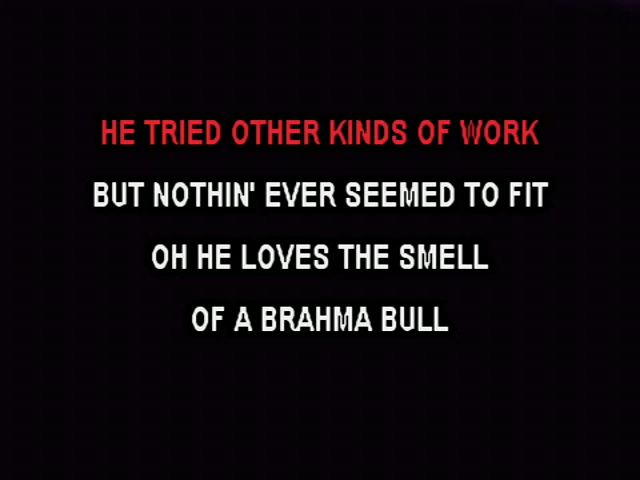 HE TRIED OTHER KINDS OF WORK
BUT NOTHIN' EVER SEEMED TO FIT
OH HE LOVES THE SMELL
OF A BRAHMA BULL